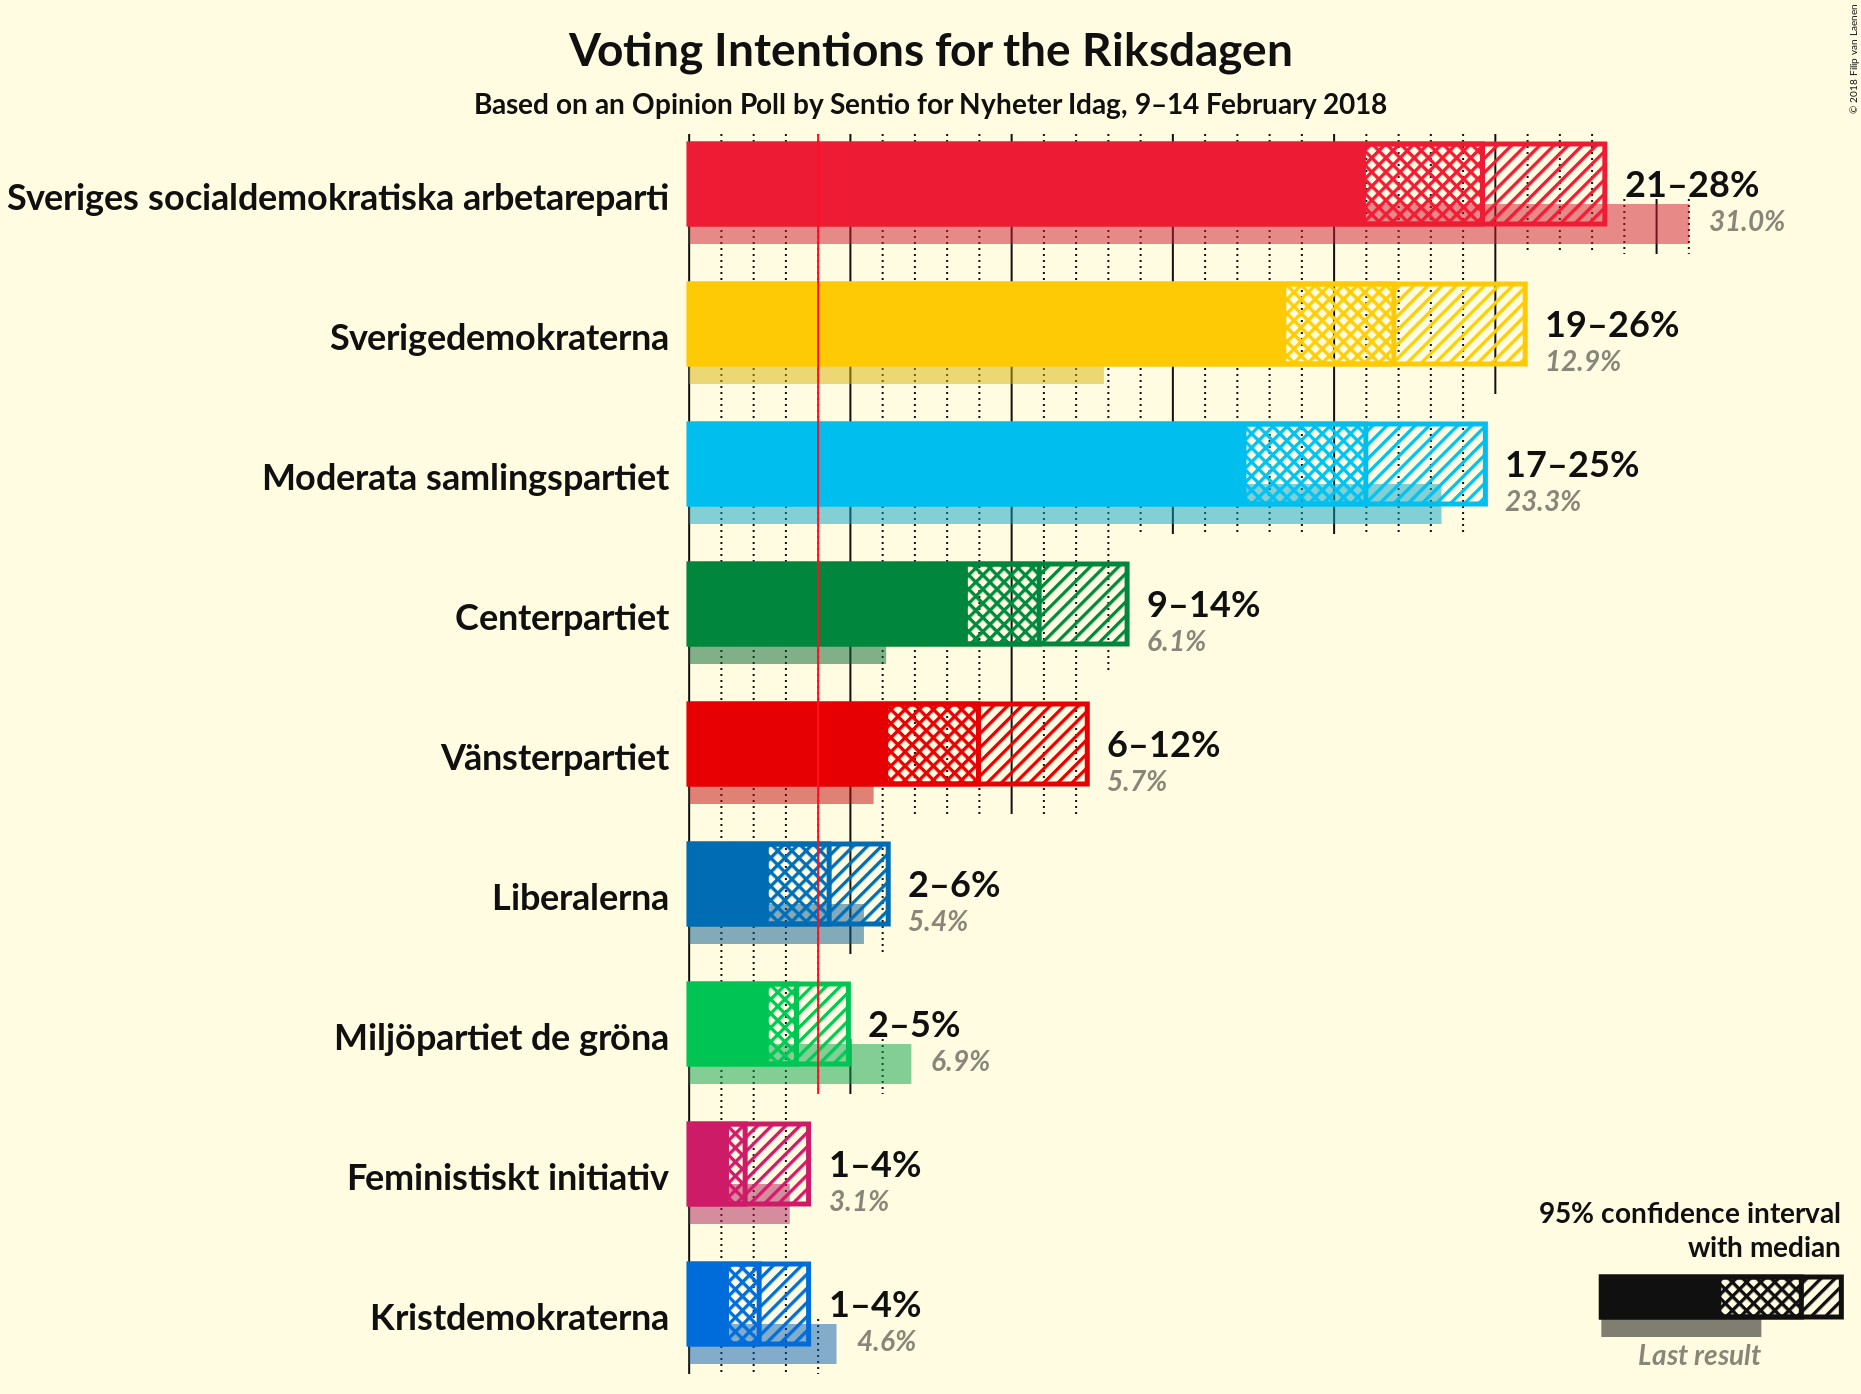 Voting Intentions for the Riksdagen
Based on an Opinion Poll by Sentio for Nyheter Idag, 9–14 February 2018
© 2018 Filip van Laenen
Sveriges socialdemokratiska arbetareparti
21–28%
31.0%
Sverigedemokraterna
19–26%
12.9%
Moderata samlingspartiet
17–25%
23.3%
Centerpartiet
9–14%
6.1%
Vänsterpartiet
6–12%
5.7%
Liberalerna
2–6%
5.4%
Miljöpartiet de gröna
2–5%
6.9%
Feministiskt initiativ
1–4%
3.1%
Kristdemokraterna
1–4%
4.6%
95% confidence interval
with median
Last result